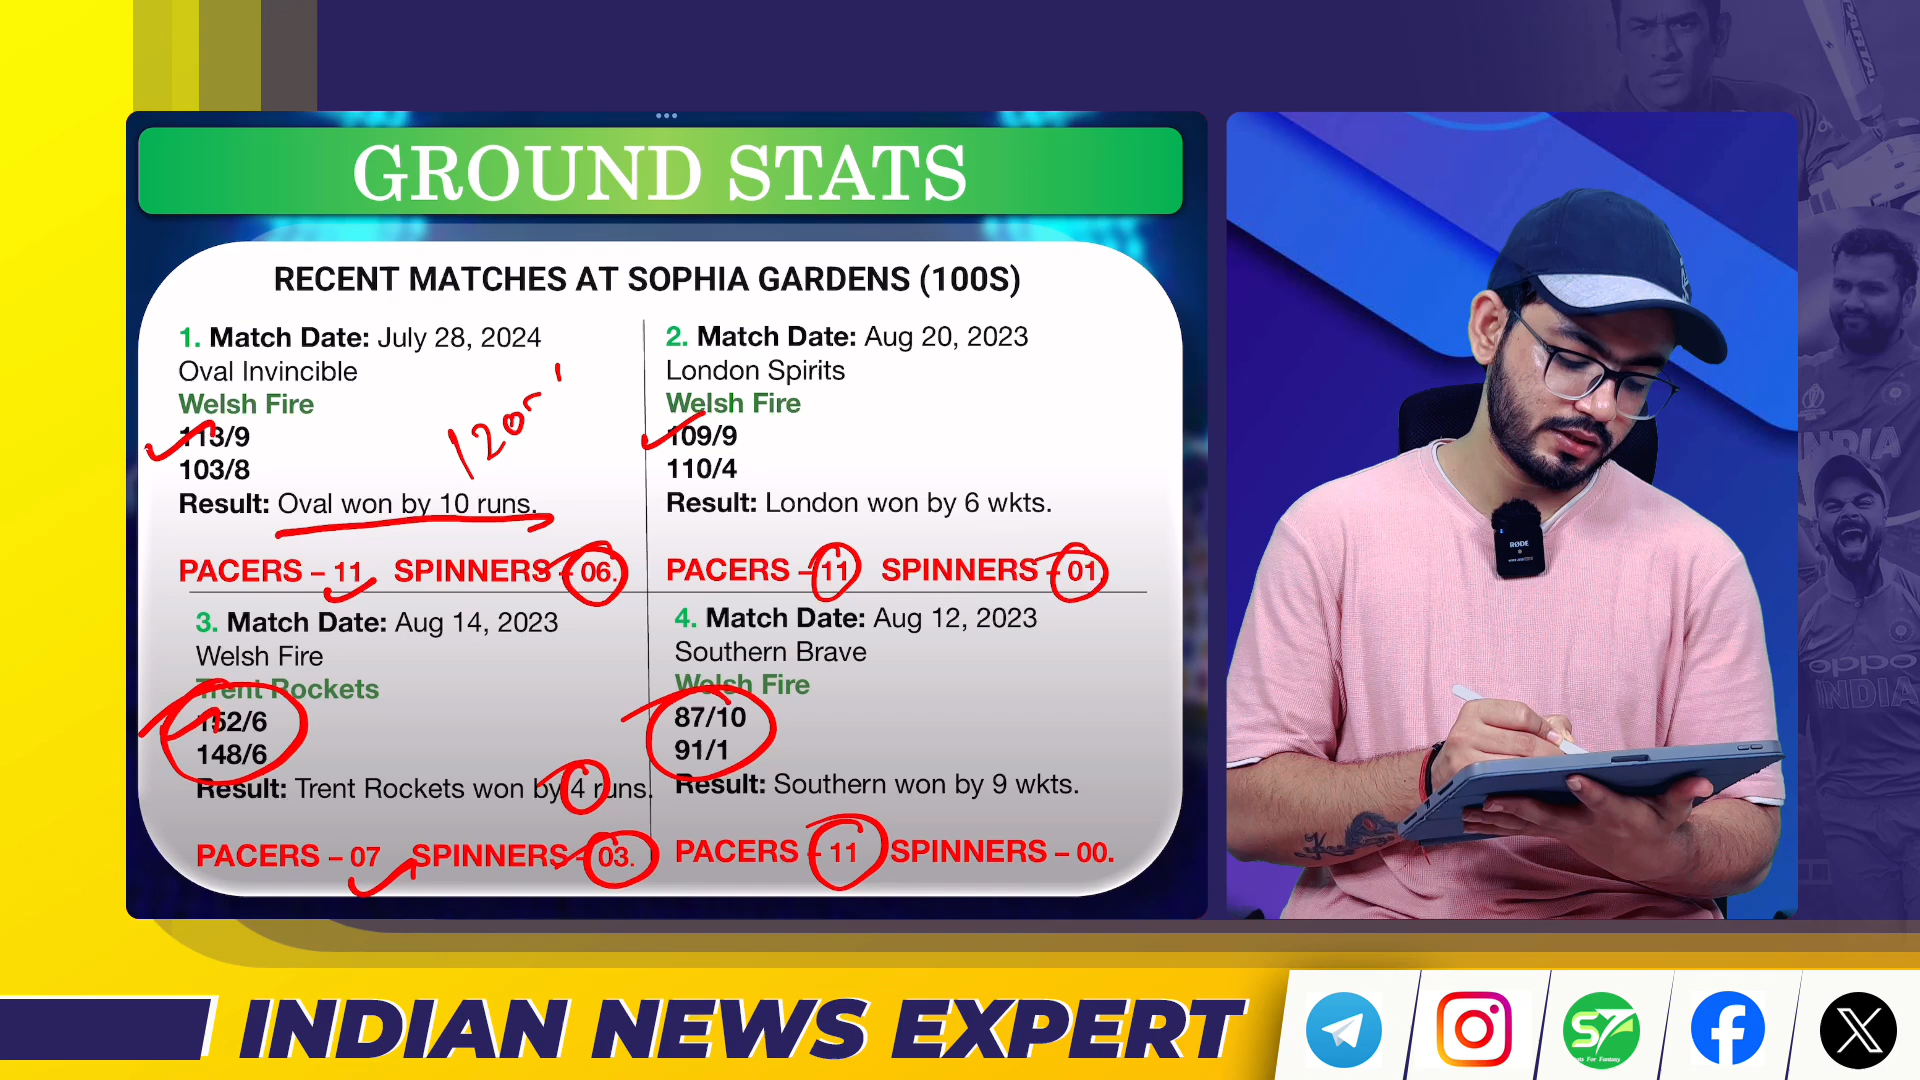 GROUND STATS
RECENT MATCHES AT SOPHIA GARDENS (100S)
1. Match Date: July 28, 2024
Oval Invincible
Welsh Fire
113/9
103/8
Result: Oval won by 10 runs.
PACERS – 11 SPINNERS – 06.
120
2. Match Date: Aug 20, 2023
London Spirits
Welsh Fire
109/9
110/4
Result: London won by 6 wkts.
PACERS – 11 SPINNERS – 01.
3. Match Date: Aug 14, 2023
Welsh Fire
Trent Rockets
152/6
148/6
Result: Trent Rockets won by 4 runs.
PACERS – 07 SPINNERS – 03.
4. Match Date: Aug 12, 2023
Southern Brave
Welsh Fire
87/10
91/1
Result: Southern won by 9 wkts.
PACERS – 11 SPINNERS – 00.
RØDE
oppo
INDIA
INDIAN NEWS EXPERT
S7